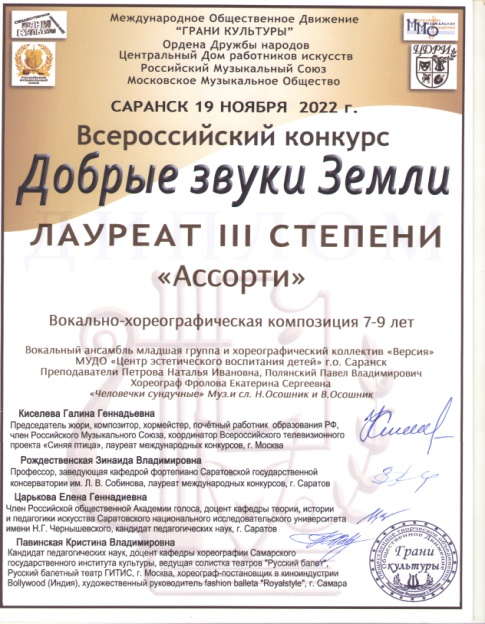 Международное Общественное Движение
"ГРАНИ КУЛЬТУРЫ"
Ордена Дружбы народов
Центральный Дом работников искусств
Российский Музыкальный Союз
Московское Музыкальное Общество
ММО
ЦДРИ
САРАНСК 19 НОЯБРЯ 2022 г.
Всероссийский конкурс
Добрые звуки Земли
ДИПЛОМ
ЛАУРЕАТ III СТЕПЕНИ
«Ассорти»
Вокально-хореографическая композиция 7-9 лет
Вокальный ансамбль младшая группа и хореографический коллектив «Версия»
МУДО «Центр эстетического воспитания детей» г.о. Саранск
Преподаватели Петрова Наталья Ивановна, Полянский Павел Владимирович
Хореограф Фролова Екатерина Сергеевна
«Человечки сундучные» Муз.и сл. Н.Осошник и В.Осошник
Киселева Галина Геннадьевна
Председатель жюри, композитор, хормейстер, почётный работник образования РФ,
член Российского Музыкального Союза, координатор Всероссийского телевизионного
проекта «Синяя птица», лауреат международных конкурсов, г. Москва
Рождественская Зинаида Владимировна
Профессор, заведующая кафедрой фортепиано Саратовской государственной
консерватории им. Л. В. Собинова, лауреат международных конкурсов, г. Саратов
Царькова Елена Геннадиевна
Член Российской общественной Академии голоса, доцент кафедры теории, истории
и педагогики искусства Саратовского национального исследовательского университета
имени Н.Г. Чернышевского, кандидат педагогических наук, г. Саратов
Павинская Кристина Владимировна
Кандидат педагогических наук, доцент кафедры хореографии Самарского
государственного института культуры, ведущая солистка театров "Русский балет",
Русский балетный театр ГИТИС, г. Москва, хореограф-постановщик в киноиндустрии
Bollywood (Индия), художественный руководитель fashion balleta "Royalstyle", г. Самара
Грани
культуры